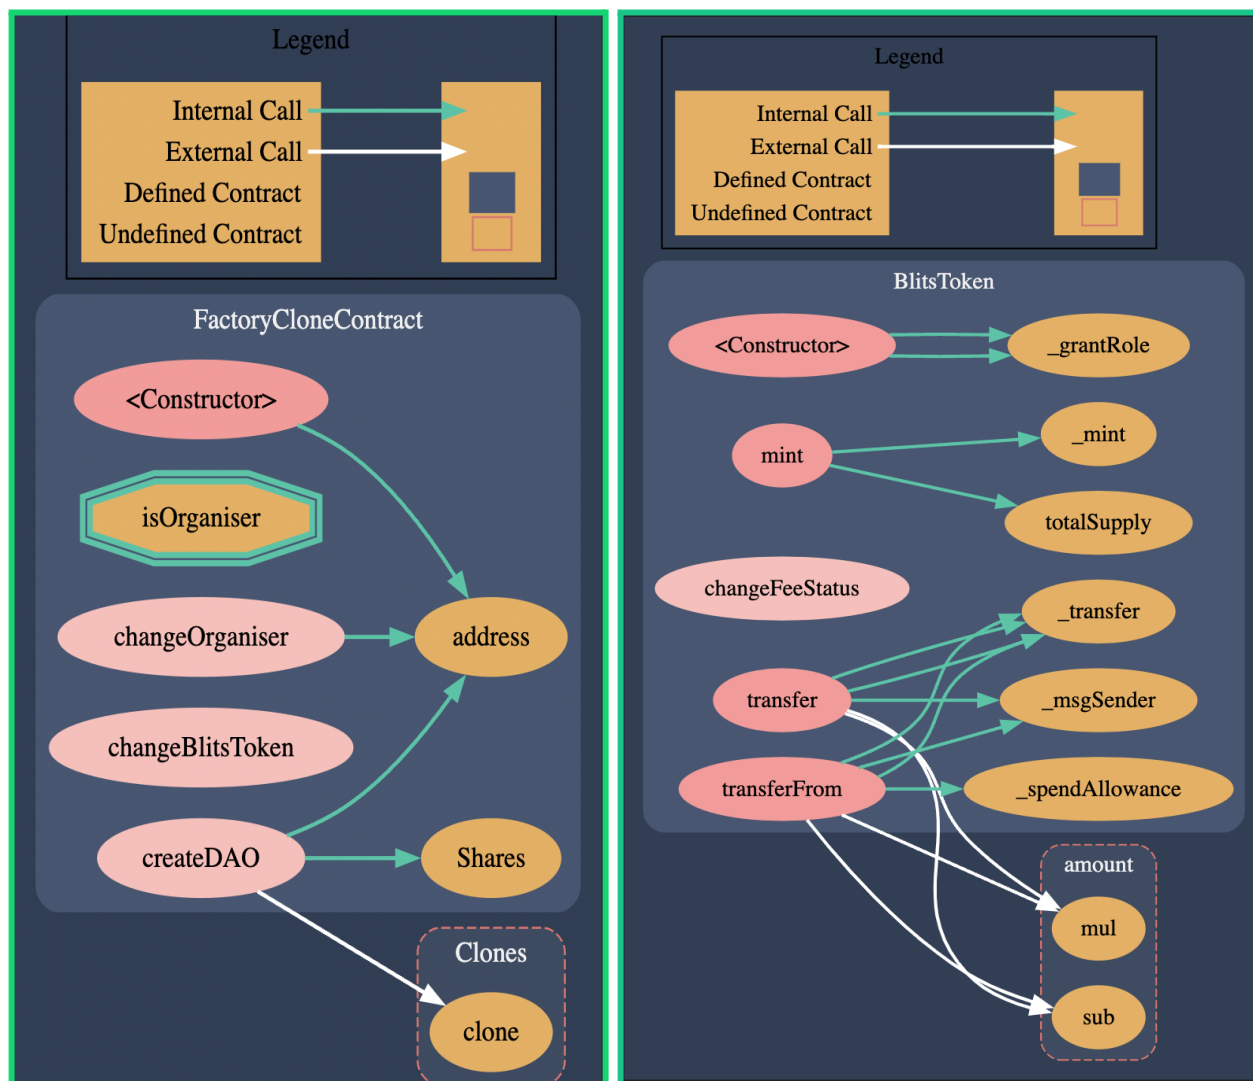 Legend
Internal Call
External Call
Defined Contract
Undefined Contract
FactoryCloneContract
<Constructor>
isOrganiser
changeOrganiser
address
changeBlitsToken
createDAO
Shares
Clones
clone
Legend
Internal Call
External Call
Defined Contract
Undefined Contract
BlitsToken
<Constructor>
_grantRole
mint
_mint
totalSupply
changeFeeStatus
_transfer
transfer
_msgSender
transferFrom
_spendAllowance
amount
mul
sub